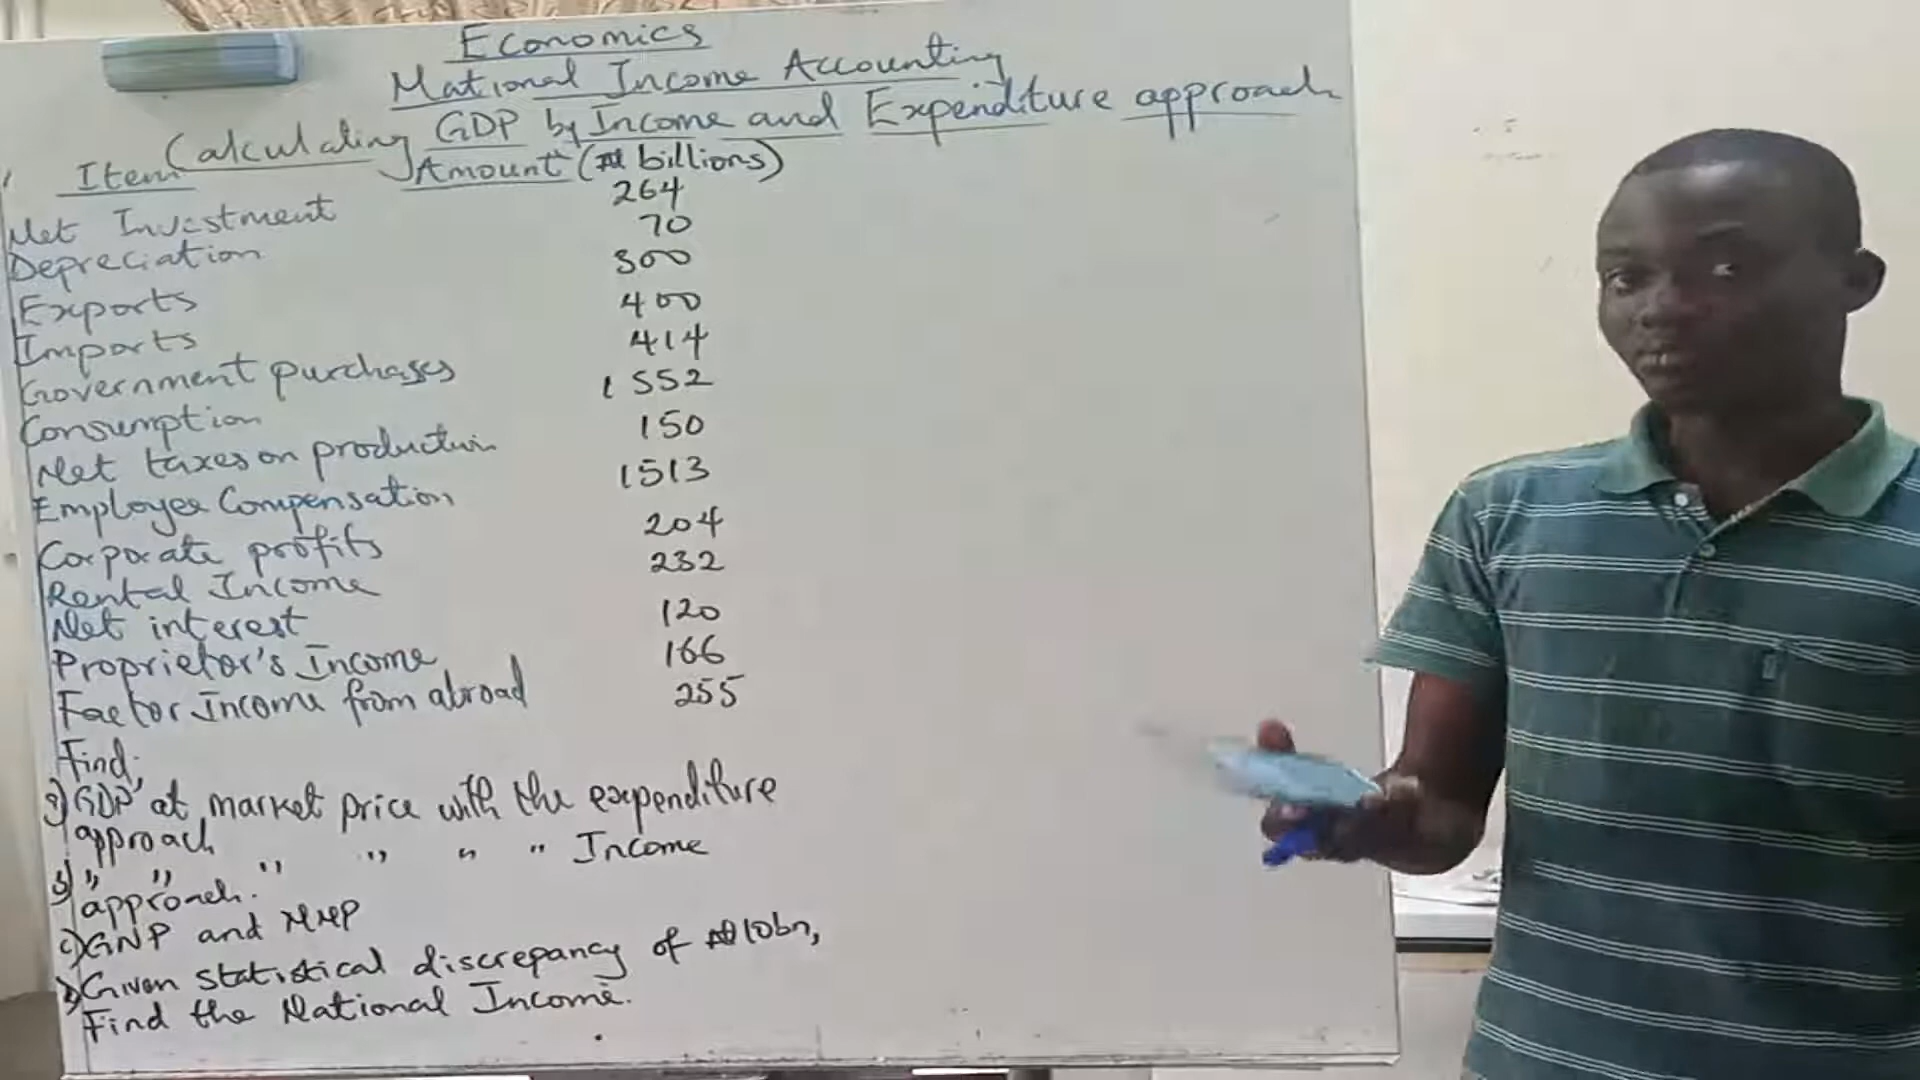 Economics
National Income Accounting
Calculating GDP by Income and Expenditure approach
Item Amount (₦ billions)
Net Investment 264
Depreciation 70
Exports 300
Imports 400
Government purchases 414
Consumption 1552
Net taxes on production 150
Employee Compensation 1513
Corporate profits 204
Rental Income 232
Net interest 120
Proprietor's Income 166
Factor Income from abroad 255
Find;
a) GDP at market price with the expenditure
approach
b) " " " " " " Income
approach.
c) GNP and NNP
d) Given statistical discrepancy of ₦10bn,
Find the National Income.